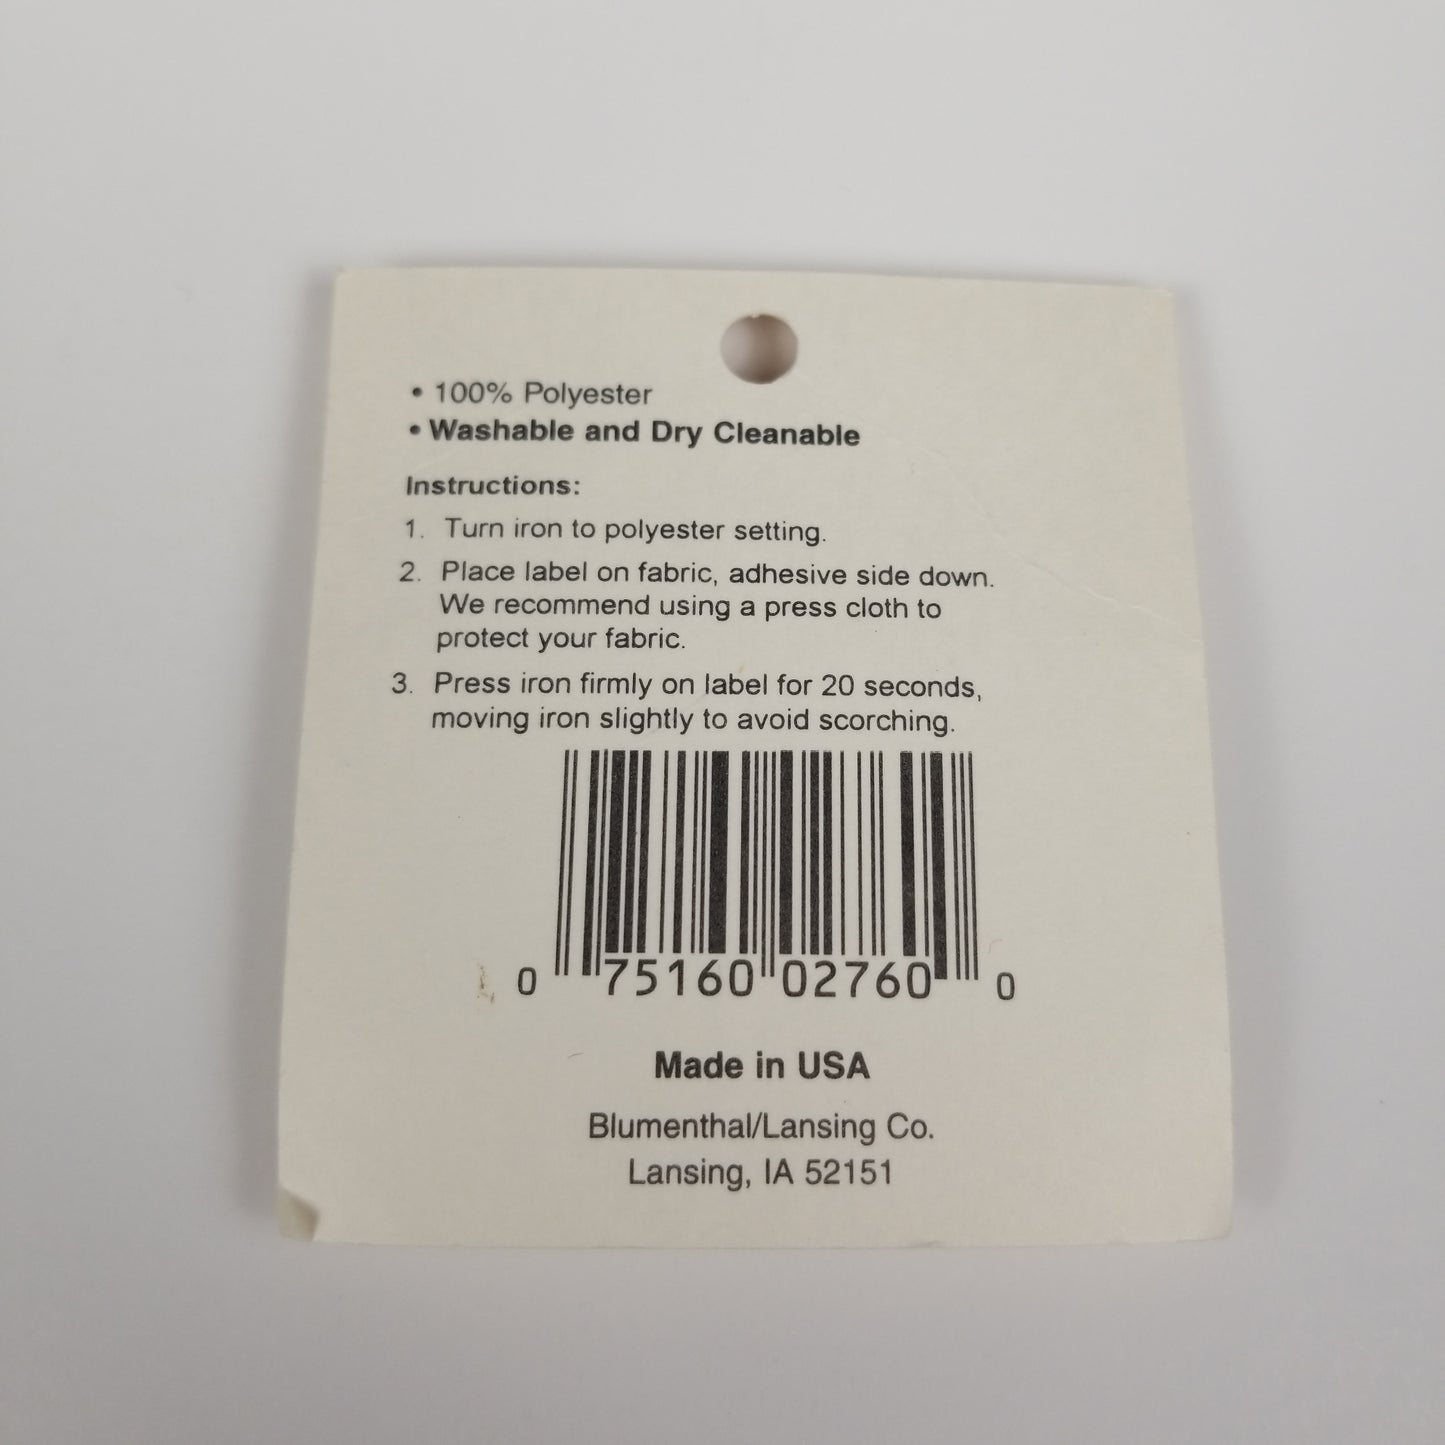 • 100% Polyester
• Washable and Dry Cleanable
Instructions:
1. Turn iron to polyester setting.
2. Place label on fabric, adhesive side down.
We recommend using a press cloth to
protect your fabric.
3. Press iron firmly on label for 20 seconds,
moving iron slightly to avoid scorching.
0 75160 02760 0
Made in USA
Blumenthal/Lansing Co.
Lansing, IA 52151